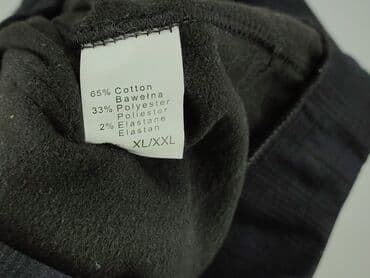 65% Cotton
Bawełna
33% Polyester
Poliester
2% Elastane
Elastan
XL/XXL